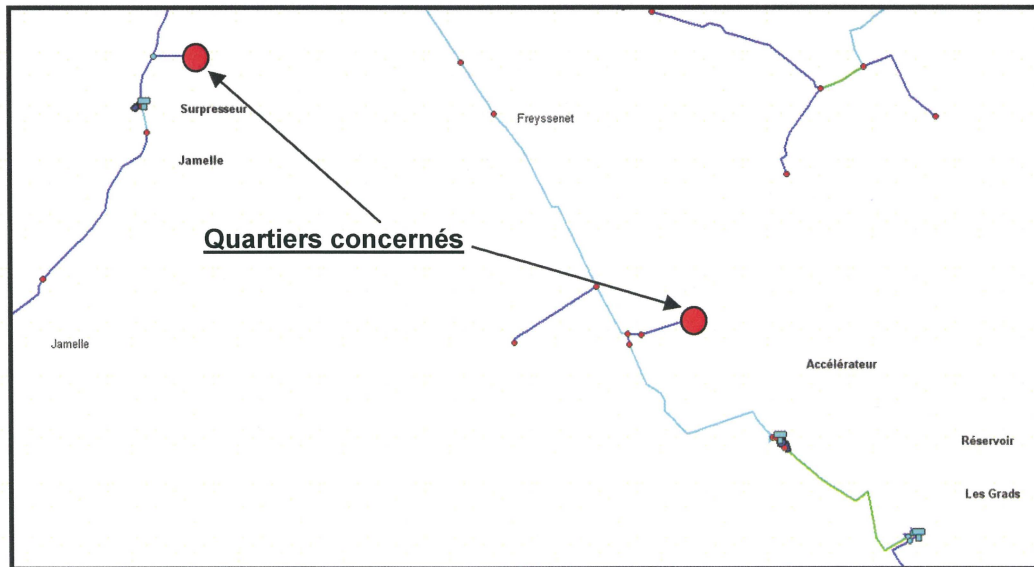 Surpresseur
Freyssenet
Jamelle
Quartiers concernés
Jamelle
Accélérateur
Réservoir
Les Grads